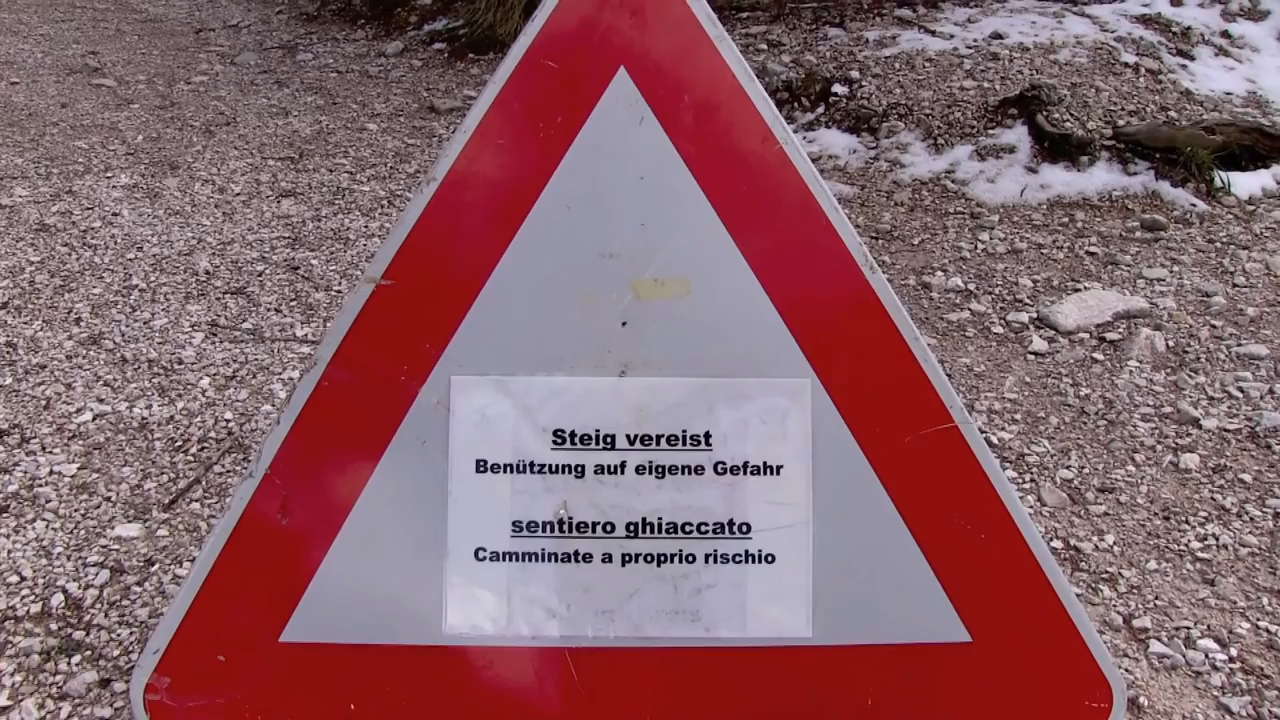 Steig vereist
Benützung auf eigene Gefahr
sentiero ghiaccato
Camminate a proprio rischio